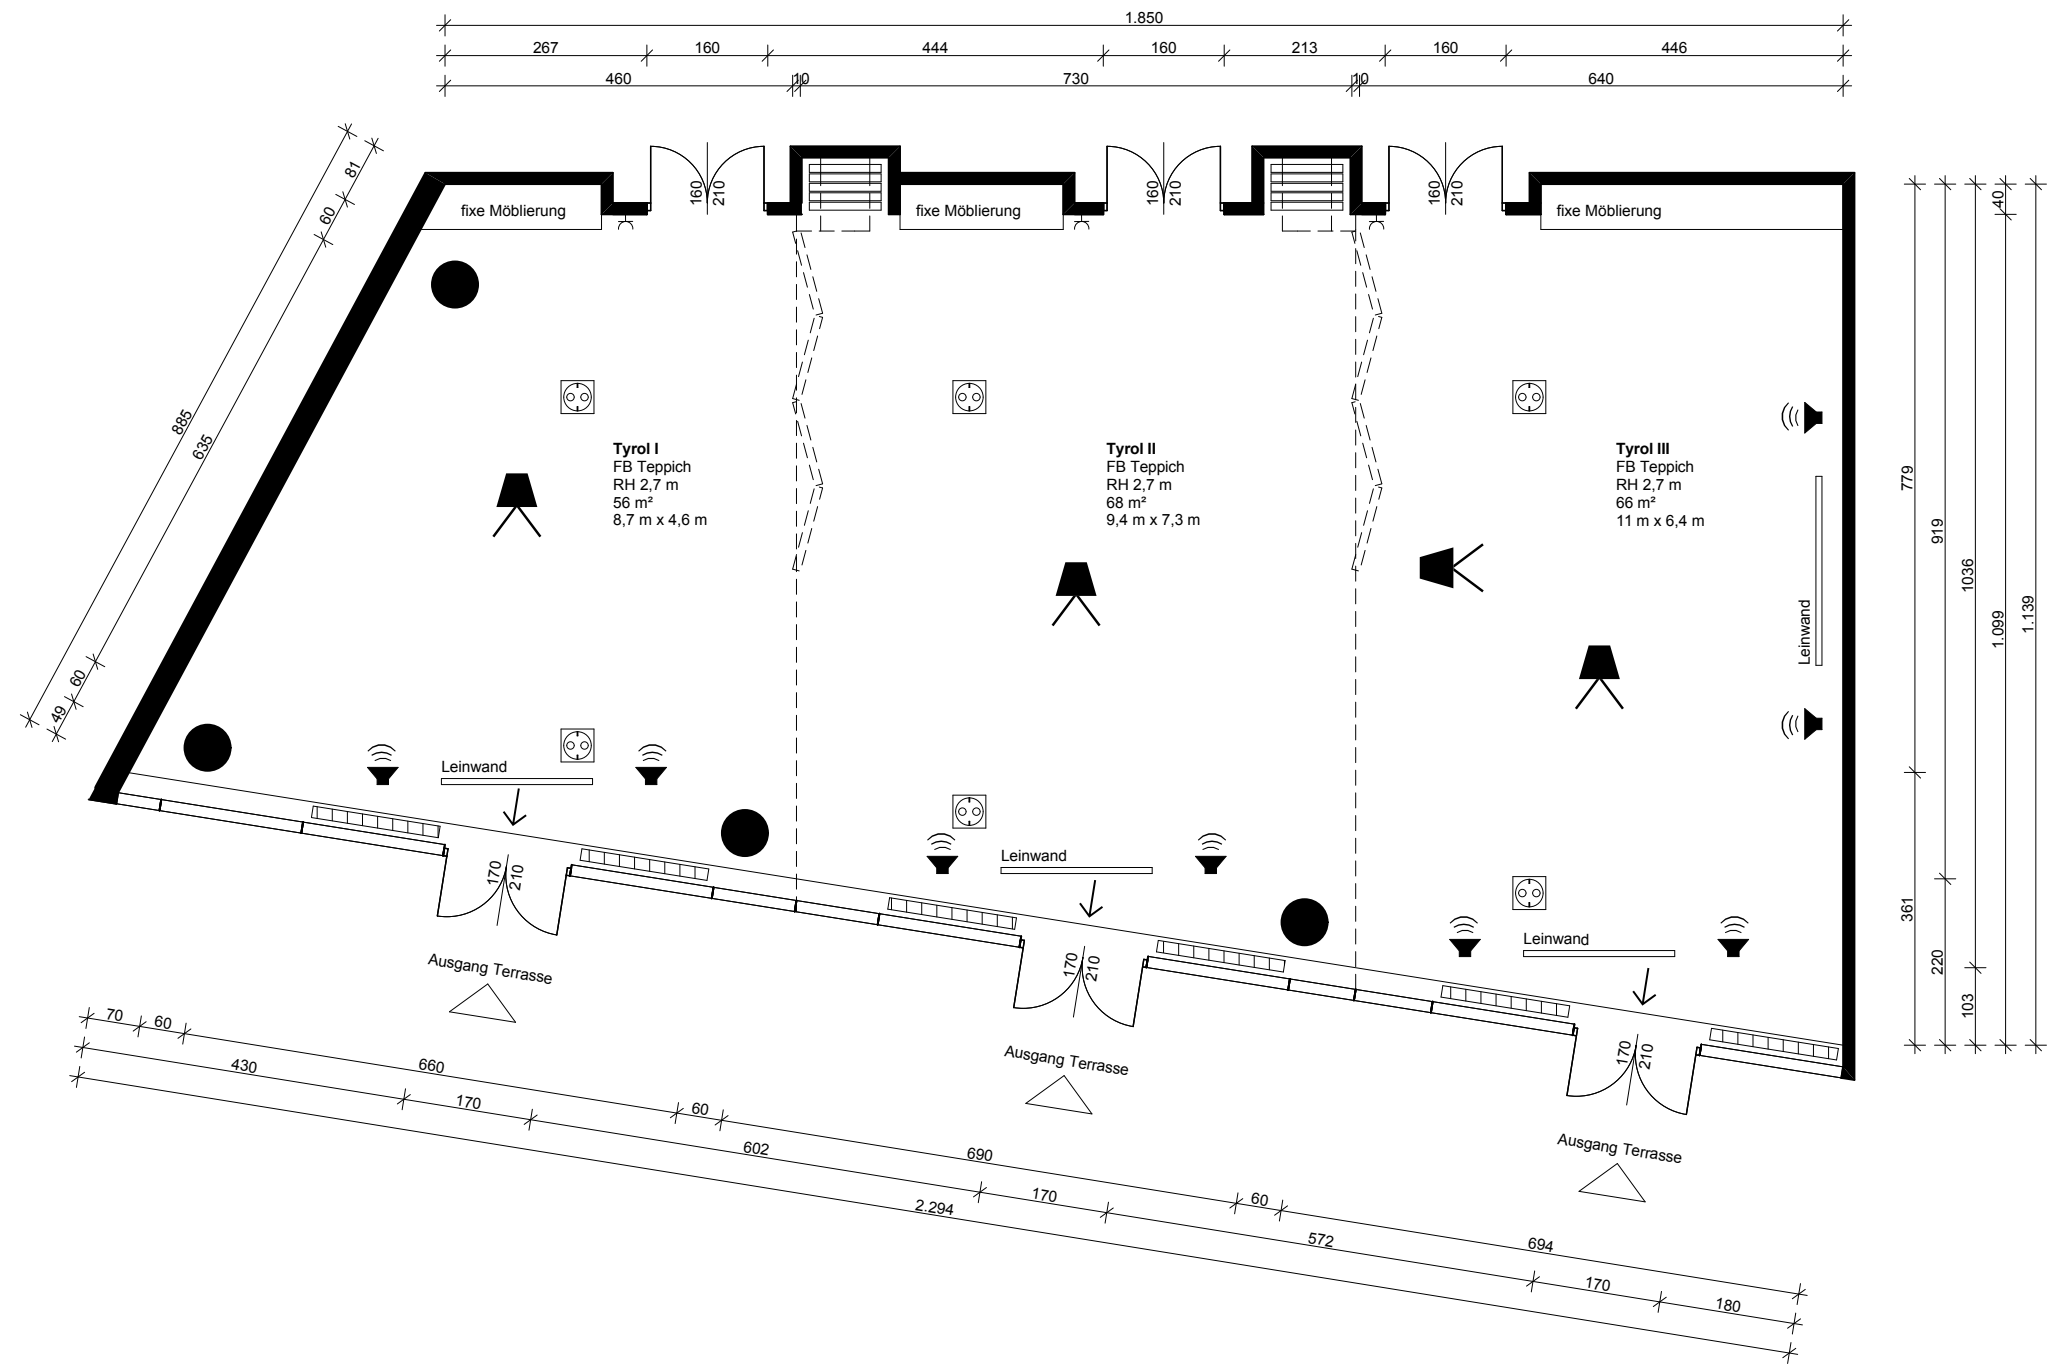 1.850
267 160 444 160 213 160 446
460 10 730 10 640
81
60
885
635
60
49
160
210
160
210
160
210
fixe Möblierung
fixe Möblierung
fixe Möblierung
40
779
919
1036
1.099
1.139
361
220
103
Tyrol I
FB Teppich
RH 2,7 m
56 m²
8,7 m x 4,6 m
Tyrol II
FB Teppich
RH 2,7 m
68 m²
9,4 m x 7,3 m
Tyrol III
FB Teppich
RH 2,7 m
66 m²
11 m x 6,4 m
Leinwand
Leinwand
Leinwand
Leinwand
170
210
170
210
170
210
Ausgang Terrasse
Ausgang Terrasse
Ausgang Terrasse
70 60 660 60 690 60 694
430 170 602 170 572 170 180
2.294